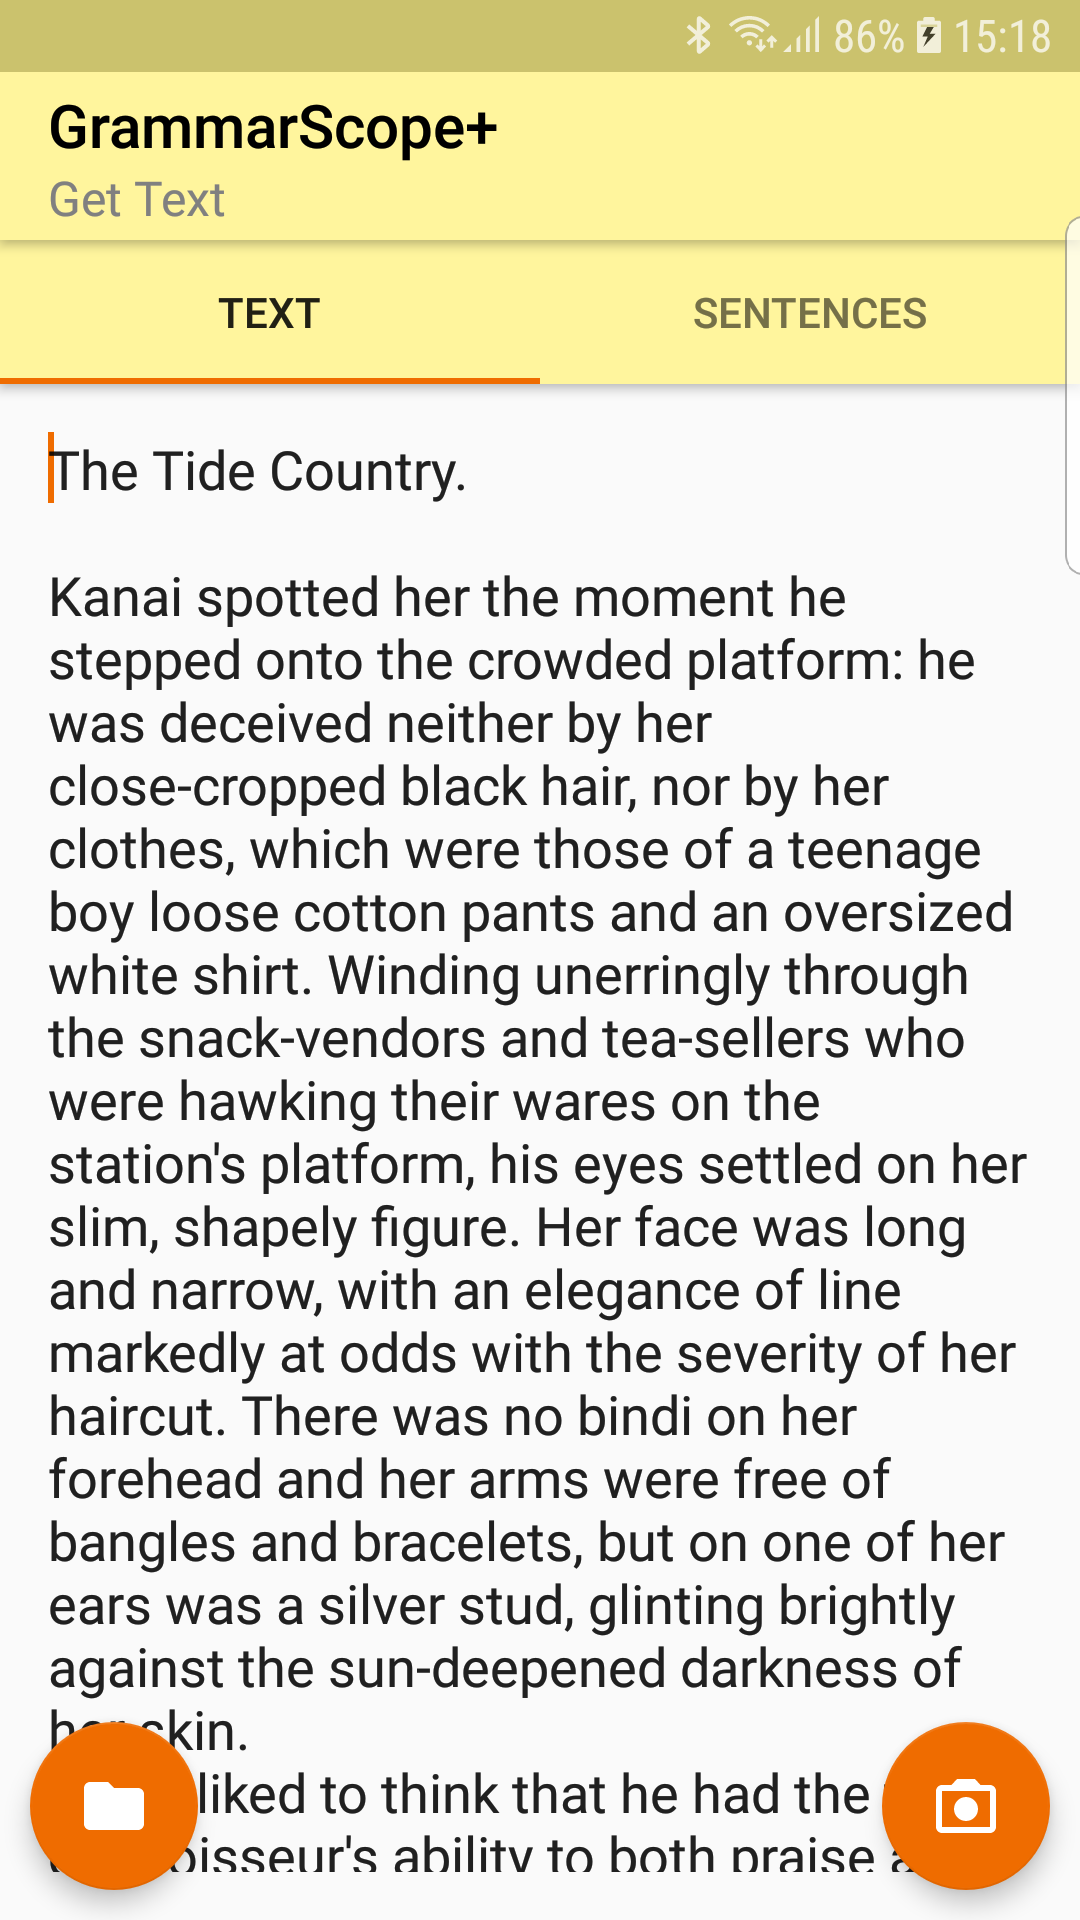 86% 15:18
GrammarScope+
Get Text
TEXT SENTENCES
The Tide Country.
Kanai spotted her the moment he
stepped onto the crowded platform: he
was deceived neither by her
close-cropped black hair, nor by her
clothes, which were those of a teenage
boy loose cotton pants and an oversized
white shirt. Winding unerringly through
the snack-vendors and tea-sellers who
were hawking their wares on the
station's platform, his eyes settled on her
slim, shapely figure. Her face was long
and narrow, with an elegance of line
markedly at odds with the severity of her
haircut. There was no bindi on her
forehead and her arms were free of
bangles and bracelets, but on one of her
ears was a silver stud, glinting brightly
against the sun-deepened darkness of
her skin.
liked to think that he had the
ability to both praise